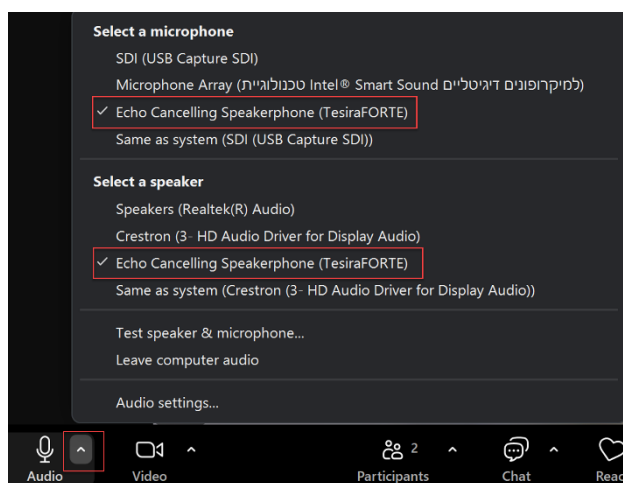 Select a microphone
SDI (USB Capture SDI)
Microphone Array (טכנולוגיית Intel® Smart Sound למיקרופונים דיגיטליים)
Echo Cancelling Speakerphone (TesiraFORTE)
Same as system (SDI (USB Capture SDI))
Select a speaker
Speakers (Realtek(R) Audio)
Crestron (3- HD Audio Driver for Display Audio)
Echo Cancelling Speakerphone (TesiraFORTE)
Same as system (Crestron (3- HD Audio Driver for Display Audio))
Test speaker & microphone...
Leave computer audio
Audio settings...
2
Audio Video Participants Chat Reac